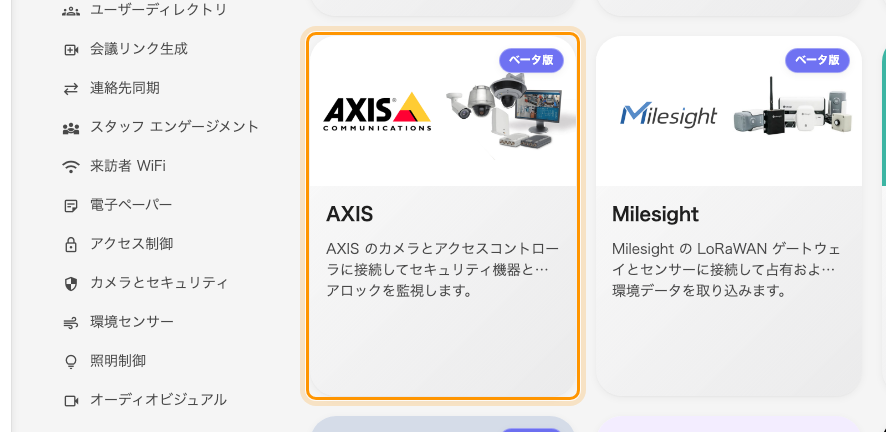 ユーザーディレクトリ
会議リンク生成
連絡先同期
スタッフ エンゲージメント
来訪者 WiFi
電子ペーパー
アクセス制御
カメラとセキュリティ
環境センサー
照明制御
オーディオビジュアル
ベータ版
AXIS
COMMUNICATIONS
AXIS
AXIS のカメラとアクセスコントロー
ラに接続してセキュリティ機器と…
アロックを監視します。
ベータ版
Milesight
Milesight
Milesight の LoRaWAN ゲートウェ
イとセンサーに接続して占有およ…
環境データを取り込みます。